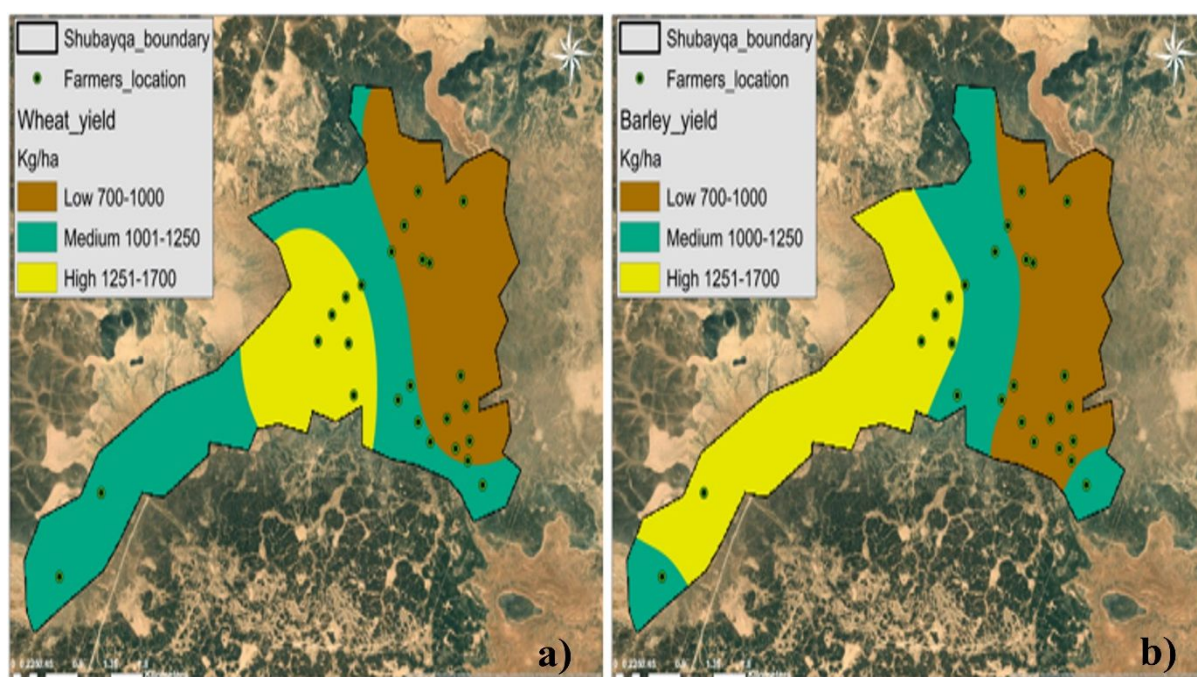 Shubayqa_boundary
Farmers_location
Wheat_yield
Kg/ha
Low 700-1000
Medium 1001-1250
High 1251-1700
a)
Shubayqa_boundary
Farmers_location
Barley_yield
Kg/ha
Low 700-1000
Medium 1000-1250
High 1251-1700
b)